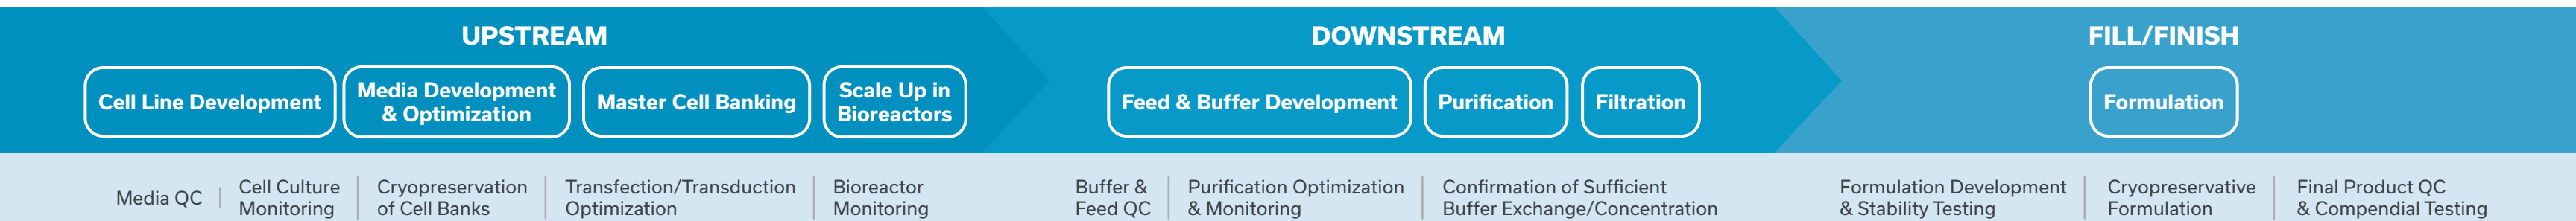 UPSTREAM
Cell Line Development
Media Development
& Optimization
Master Cell Banking
Scale Up in
Bioreactors
DOWNSTREAM
Feed & Buffer Development
Purification
Filtration
FILL/FINISH
Formulation
Media QC
Cell Culture
Monitoring
Cryopreservation
of Cell Banks
Transfection/Transduction
Optimization
Bioreactor
Monitoring
Buffer &
Feed QC
Purification Optimization
& Monitoring
Confirmation of Sufficient
Buffer Exchange/Concentration
Formulation Development
& Stability Testing
Cryopreservative
Formulation
Final Product QC
& Compendial Testing